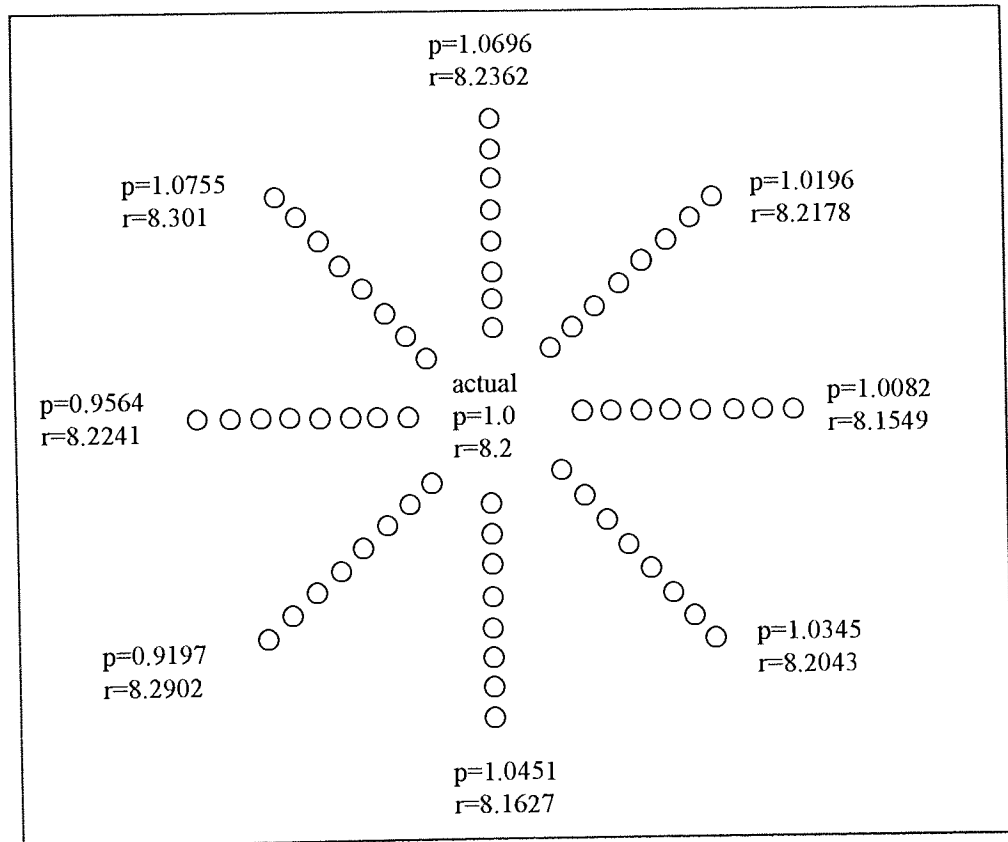 p=1.0696
r=8.2362
p=1.0755
r=8.301
p=1.0196
r=8.2178
actual
p=1.0
r=8.2
p=0.9564
r=8.2241
p=1.0082
r=8.1549
p=0.9197
r=8.2902
p=1.0345
r=8.2043
p=1.0451
r=8.1627